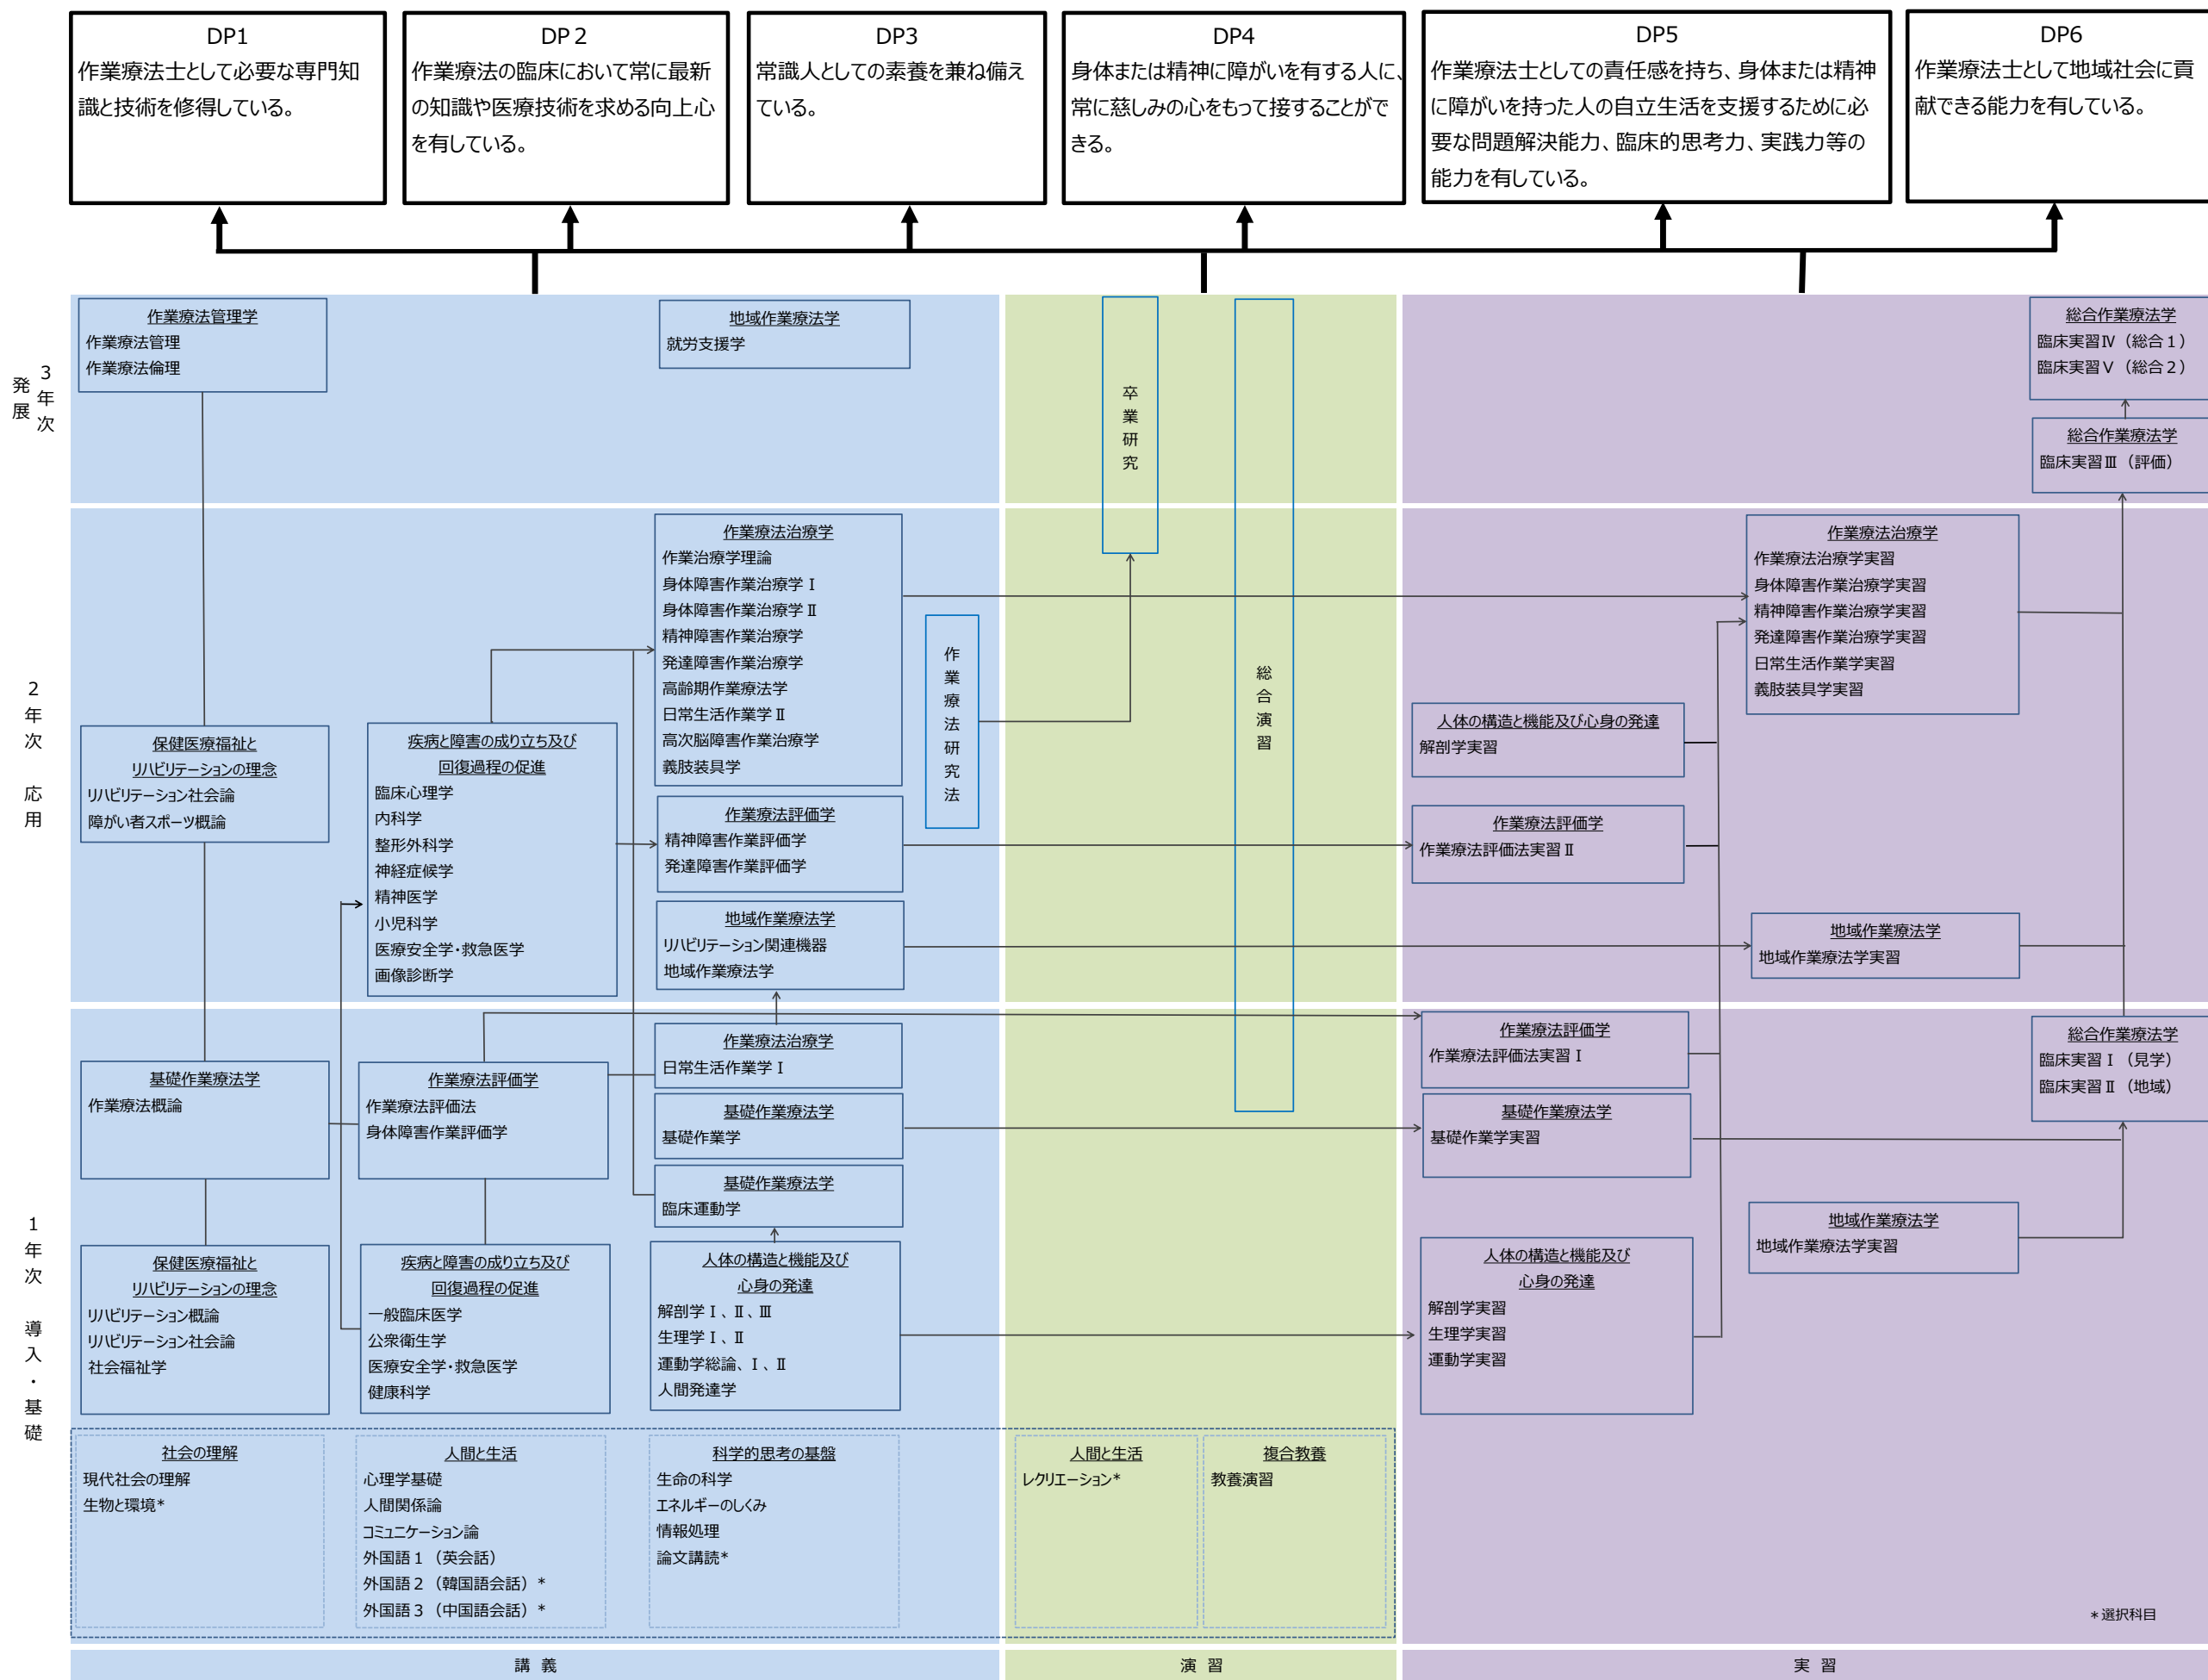 DP1
作業療法士として必要な専門知
識と技術を修得している。
DP２
作業療法の臨床において常に最新
の知識や医療技術を求める向上心
を有している。
DP3
常識人としての素養を兼ね備え
ている。
DP4
身体または精神に障がいを有する人に、
常に慈しみの心をもって接することがで
きる。
DP5
作業療法士としての責任感を持ち、身体または精神
に障がいを持った人の自立生活を支援するために必
要な問題解決能力、臨床的思考力、実践力等の
能力を有している。
DP6
作業療法士として地域社会に貢
献できる能力を有している。
3年次
発展
作業療法管理学
作業療法管理
作業療法倫理
地域作業療法学
就労支援学
卒業研究
総合演習
総合作業療法学
臨床実習Ⅳ（総合１）
臨床実習Ⅴ（総合２）
総合作業療法学
臨床実習Ⅲ（評価）
2年次　応用
保健医療福祉と
リハビリテーションの理念
リハビリテーション社会論
障がい者スポーツ概論
疾病と障害の成り立ち及び
回復過程の促進
臨床心理学
内科学
整形外科学
神経症候学
精神医学
小児科学
医療安全学・救急医学
画像診断学
作業療法治療学
作業治療学理論
身体障害作業治療学Ⅰ
身体障害作業治療学Ⅱ
精神障害作業治療学
発達障害作業治療学
高齢期作業療法学
日常生活作業学Ⅱ
高次脳障害作業治療学
義肢装具学
作業療法研究法
作業療法評価学
精神障害作業評価学
発達障害作業評価学
地域作業療法学
リハビリテーション関連機器
地域作業療法学
作業療法治療学
作業療法治療学実習
身体障害作業治療学実習
精神障害作業治療学実習
発達障害作業治療学実習
日常生活作業学実習
義肢装具学実習
人体の構造と機能及び心身の発達
解剖学実習
作業療法評価学
作業療法評価法実習Ⅱ
地域作業療法学
地域作業療法学実習
1年次　導入・基礎
基礎作業療法学
作業療法概論
作業療法評価学
作業療法評価法
身体障害作業評価学
作業療法治療学
日常生活作業学Ⅰ
基礎作業療法学
基礎作業学
基礎作業療法学
臨床運動学
保健医療福祉と
リハビリテーションの理念
リハビリテーション概論
リハビリテーション社会論
社会福祉学
疾病と障害の成り立ち及び
回復過程の促進
一般臨床医学
公衆衛生学
医療安全学・救急医学
健康科学
人体の構造と機能及び
心身の発達
解剖学Ⅰ、Ⅱ、Ⅲ
生理学Ⅰ、Ⅱ
運動学総論、Ⅰ、Ⅱ
人間発達学
作業療法評価学
作業療法評価法実習Ⅰ
基礎作業療法学
基礎作業学実習
人体の構造と機能及び
心身の発達
解剖学実習
生理学実習
運動学実習
地域作業療法学
地域作業療法学実習
総合作業療法学
臨床実習Ⅰ（見学）
臨床実習Ⅱ（地域）
社会の理解
現代社会の理解
生物と環境*
人間と生活
心理学基礎
人間関係論
コミュニケーション論
外国語１（英会話）
外国語２（韓国語会話）*
外国語３（中国語会話）*
科学的思考の基盤
生命の科学
エネルギーのしくみ
情報処理
論文講読*
人間と生活
レクリエーション*
複合教養
教養演習
*選択科目
講 義
演 習
実 習